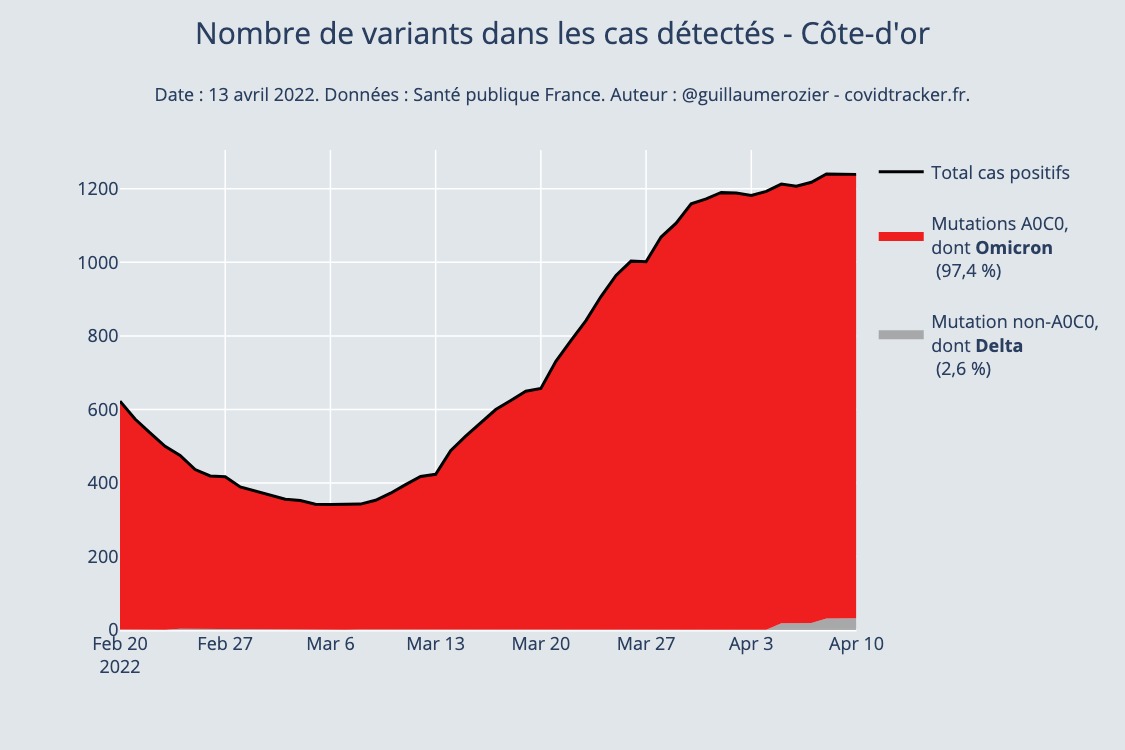 Nombre de variants dans les cas détectés - Côte-d'or
Date : 13 avril 2022. Données : Santé publique France. Auteur : @guillaumerozier - covidtracker.fr.
1200
1000
800
600
400
200
0
Feb 20
2022
Feb 27
Mar 6
Mar 13
Mar 20
Mar 27
Apr 3
Apr 10
Total cas positifs
Mutations A0C0,
dont Omicron
(97,4 %)
Mutation non-A0C0,
dont Delta
(2,6 %)